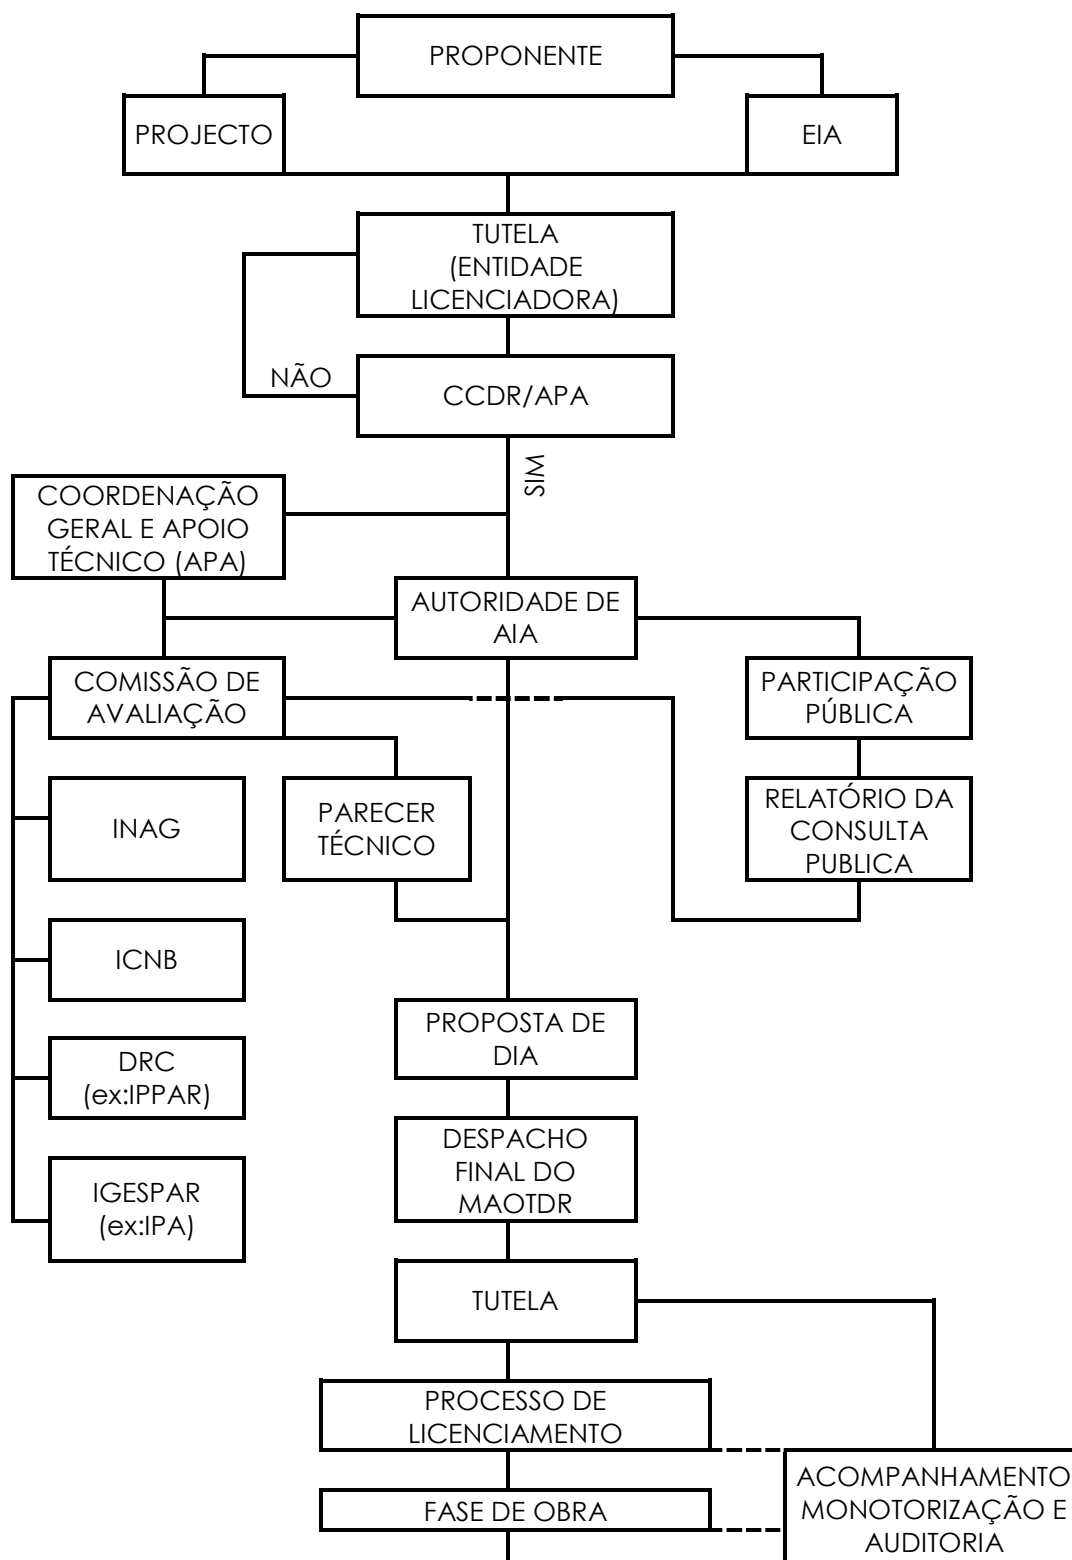 PROPONENTE
PROJECTO
EIA
TUTELA
(ENTIDADE
LICENCIADORA)
NÃO
CCDR/APA
SIM
COORDENAÇÃO
GERAL E APOIO
TÉCNICO (APA)
AUTORIDADE DE
AIA
COMISSÃO DE
AVALIAÇÃO
PARTICIPAÇÃO
PÚBLICA
INAG
PARECER
TÉCNICO
RELATÓRIO DA
CONSULTA
PUBLICA
ICNB
PROPOSTA DE
DIA
DRC
(ex:IPPAR)
DESPACHO
FINAL DO
MAOTDR
IGESPAR
(ex:IPA)
TUTELA
PROCESSO DE
LICENCIAMENTO
ACOMPANHAMENTO
MONOTORIZAÇÃO E
AUDITORIA
FASE DE OBRA